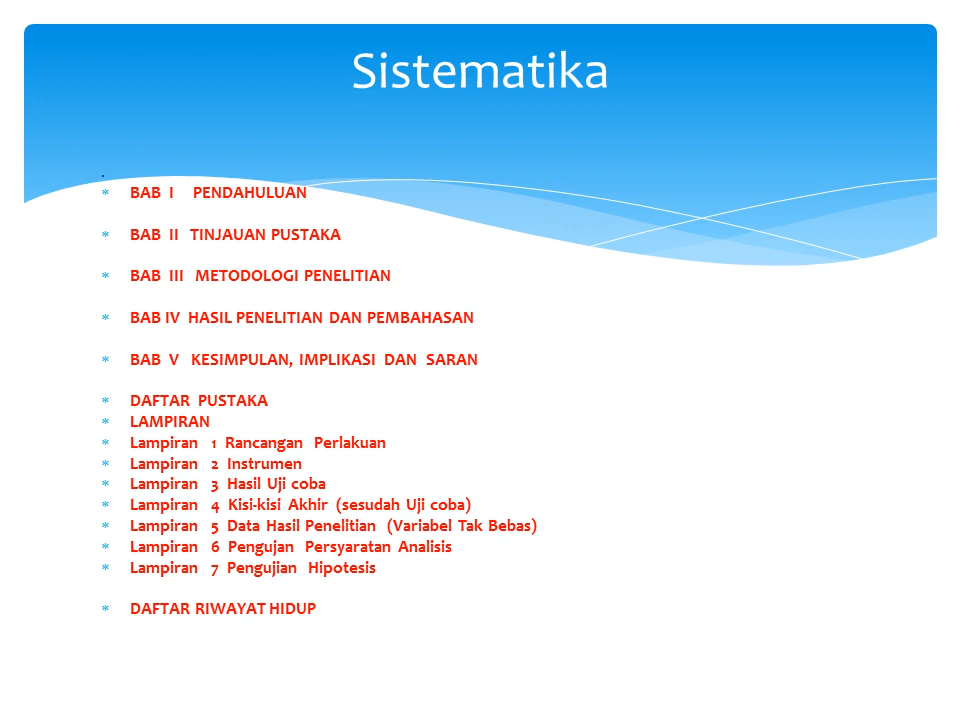 Sistematika
.
* BAB I PENDAHULUAN
* BAB II TINJAUAN PUSTAKA
* BAB III METODOLOGI PENELITIAN
* BAB IV HASIL PENELITIAN DAN PEMBAHASAN
* BAB V KESIMPULAN, IMPLIKASI DAN SARAN
* DAFTAR PUSTAKA
* LAMPIRAN
* Lampiran 1 Rancangan Perlakuan
* Lampiran 2 Instrumen
* Lampiran 3 Hasil Uji coba
* Lampiran 4 Kisi-kisi Akhir (sesudah Uji coba)
* Lampiran 5 Data Hasil Penelitian (Variabel Tak Bebas)
* Lampiran 6 Pengujan Persyaratan Analisis
* Lampiran 7 Pengujian Hipotesis
* DAFTAR RIWAYAT HIDUP